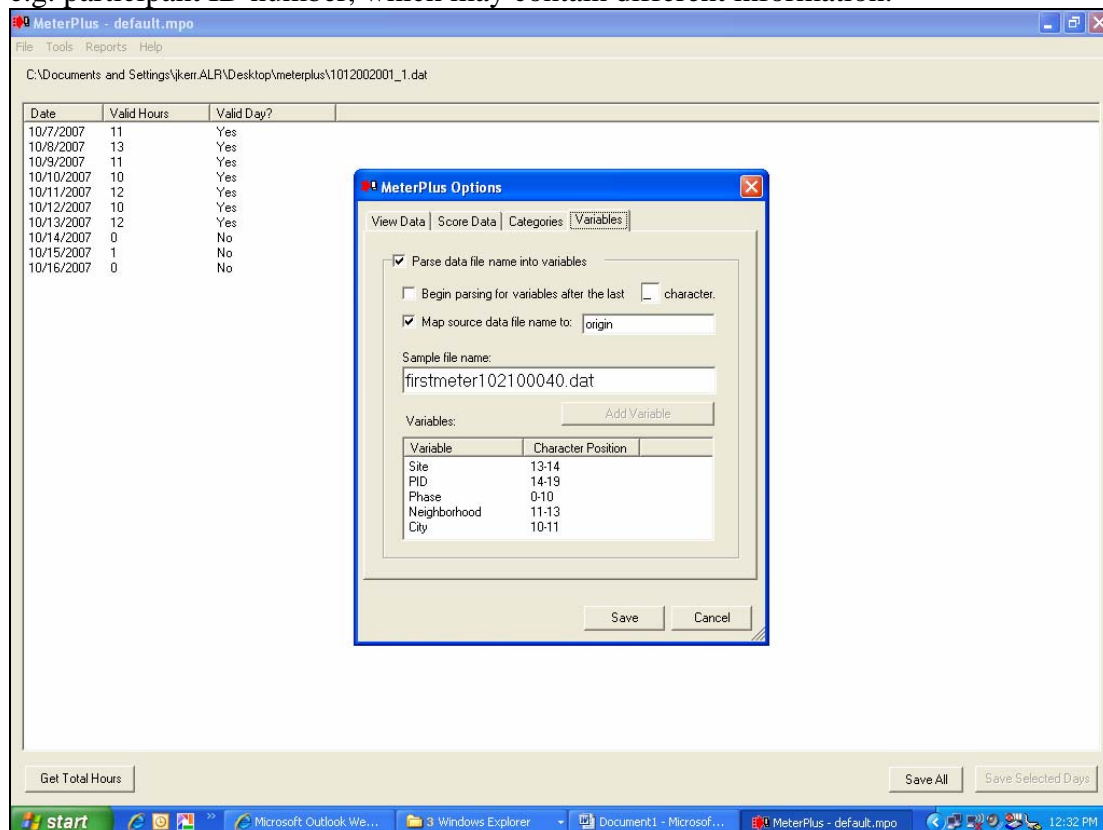 e.g. participant ID number, which may contain different information.
MeterPlus - default.mpo
File Tools Reports Help
C:\Documents and Settings\jkerr.ALR\Desktop\meterplus\1012002001_1.dat
Date Valid Hours Valid Day?
10/7/2007 11 Yes
10/8/2007 13 Yes
10/9/2007 11 Yes
10/10/2007 10 Yes
10/11/2007 12 Yes
10/12/2007 10 Yes
10/13/2007 12 Yes
10/14/2007 0 No
10/15/2007 1 No
10/16/2007 0 No
MeterPlus Options
View Data Score Data Categories Variables
Parse data file name into variables
Begin parsing for variables after the last _ character.
Map source data file name to: origin
Sample file name:
firstmeter102100040.dat
Variables: Add Variable
Variable Character Position
Site 13-14
PID 14-19
Phase 0-10
Neighborhood 11-13
City 10-11
Save Cancel
Get Total Hours Save All Save Selected Days
start Microsoft Outlook We... 3 Windows Explorer Document1 - Microsof... MeterPlus - default.mpo 12:32 PM